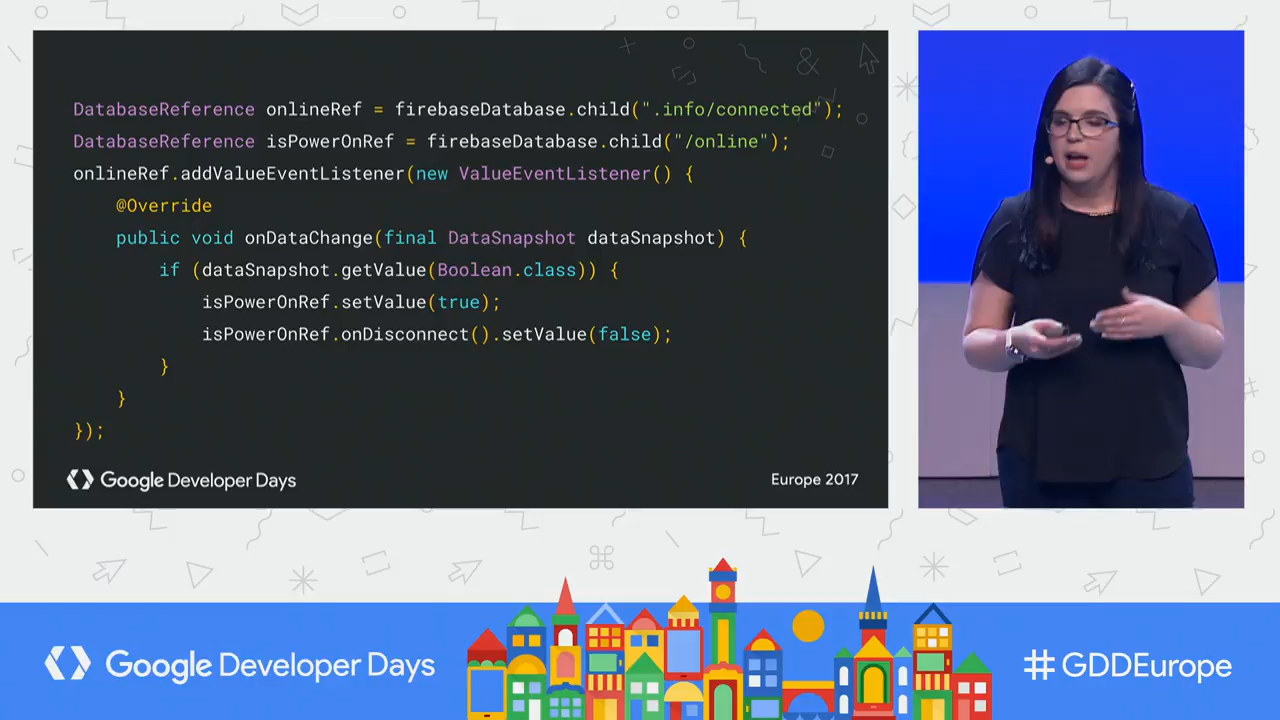 DatabaseReference onlineRef = firebaseDatabase.child(".info/connected");
DatabaseReference isPowerOnRef = firebaseDatabase.child("/online");
onlineRef.addValueEventListener(new ValueEventListener() {
@Override
public void onDataChange(final DataSnapshot dataSnapshot) {
if (dataSnapshot.getValue(Boolean.class)) {
isPowerOnRef.setValue(true);
isPowerOnRef.onDisconnect().setValue(false);
}
}
});
Google Developer Days
Europe 2017
Google Developer Days
#GDDEurope